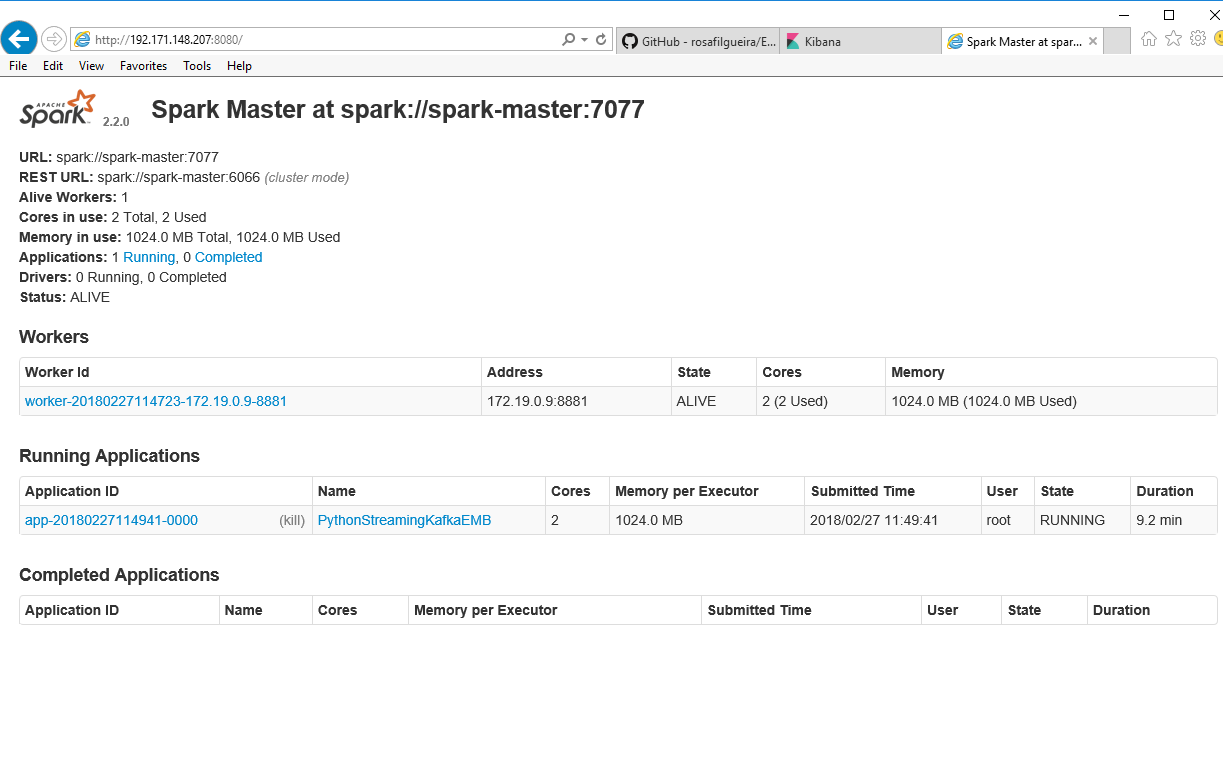 http://192.171.148.207:8080/
GitHub - rosafilgueira/E...
Kibana
Spark Master at spar...
File Edit View Favorites Tools Help
APACHE
Spark™ 2.2.0
Spark Master at spark://spark-master:7077
URL: spark://spark-master:7077
REST URL: spark://spark-master:6066 (cluster mode)
Alive Workers: 1
Cores in use: 2 Total, 2 Used
Memory in use: 1024.0 MB Total, 1024.0 MB Used
Applications: 1 Running, 0 Completed
Drivers: 0 Running, 0 Completed
Status: ALIVE
Workers
Worker Id Address State Cores Memory
worker-20180227114723-172.19.0.9-8881 172.19.0.9:8881 ALIVE 2 (2 Used) 1024.0 MB (1024.0 MB Used)
Running Applications
Application ID Name Cores Memory per Executor Submitted Time User State Duration
app-20180227114941-0000 (kill) PythonStreamingKafkaEMB 2 1024.0 MB 2018/02/27 11:49:41 root RUNNING 9.2 min
Completed Applications
Application ID Name Cores Memory per Executor Submitted Time User State Duration